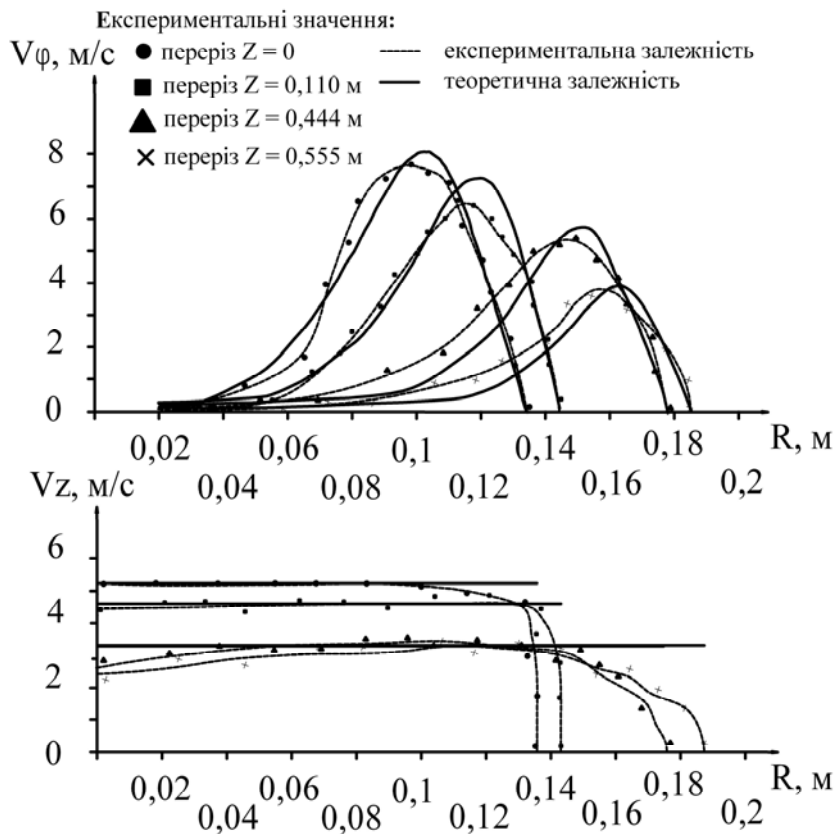 Експериментальні значення:
Vφ, м/с
переріз Z = 0
переріз Z = 0,110 м
переріз Z = 0,444 м
переріз Z = 0,555 м
експериментальна залежність
теоретична залежність
8
6
4
2
0
0,02 0,06 0,1 0,14 0,18 R, м
0,04 0,08 0,12 0,16 0,2
Vz, м/с
6
4
2
0
0,02 0,06 0,1 0,14 0,18 R, м
0,04 0,08 0,12 0,16 0,2